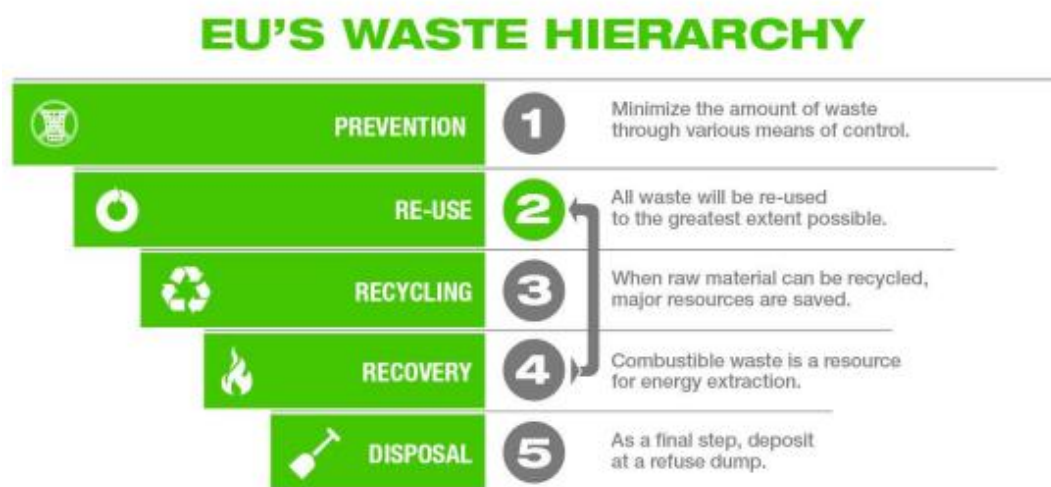 EU'S WASTE HIERARCHY
PREVENTION
1
Minimize the amount of waste
through various means of control.
RE-USE
2
All waste will be re-used
to the greatest extent possible.
RECYCLING
3
When raw material can be recycled,
major resources are saved.
RECOVERY
4
Combustible waste is a resource
for energy extraction.
DISPOSAL
5
As a final step, deposit
at a refuse dump.